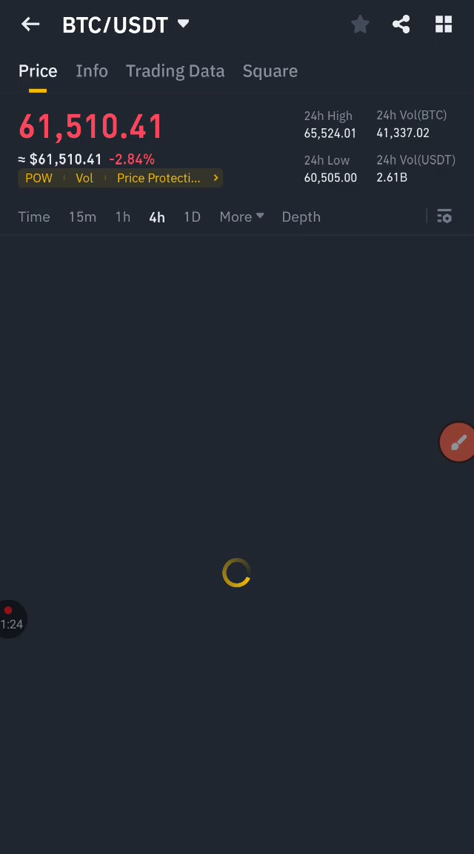 BTC/USDT
Price Info Trading Data Square
61,510.41
≈ $61,510.41 -2.84%
POW Vol Price Protecti...
24h High
65,524.01
24h Vol(BTC)
41,337.02
24h Low
60,505.00
24h Vol(USDT)
2.61B
Time 15m 1h 4h 1D More Depth
1:24